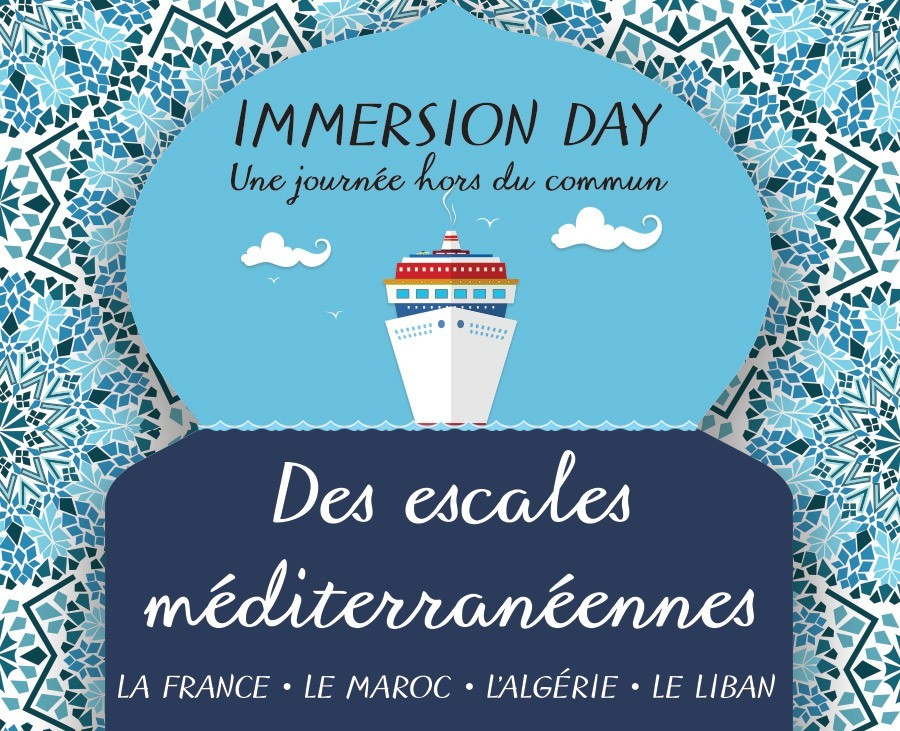 IMMERSION DAY
Une journée hors du commun
Des escales
méditerranéennes
LA FRANCE • LE MAROC • L'ALGÉRIE • LE LIBAN